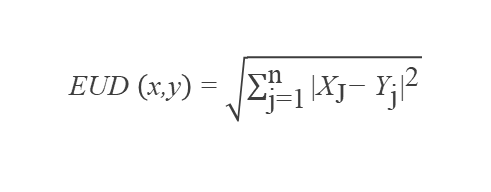 EUD (x,y) = √∑ⁿⱼ₌₁ |X_J − Y_j|²